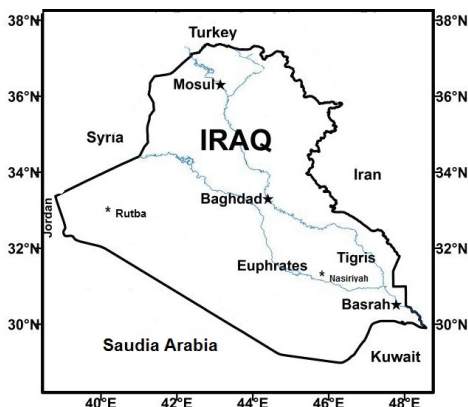 38°N
38°N
Turkey
Mosul
36°N
36°N
Syria
IRAQ
34°N
34°N
Iran
Baghdad
Jordan
Rutba
32°N
32°N
Tigris
Euphrates
Nasiriyah
Basrah
30°N
30°N
Saudia Arabia
Kuwait
40°E
42°E
44°E
46°E
48°E